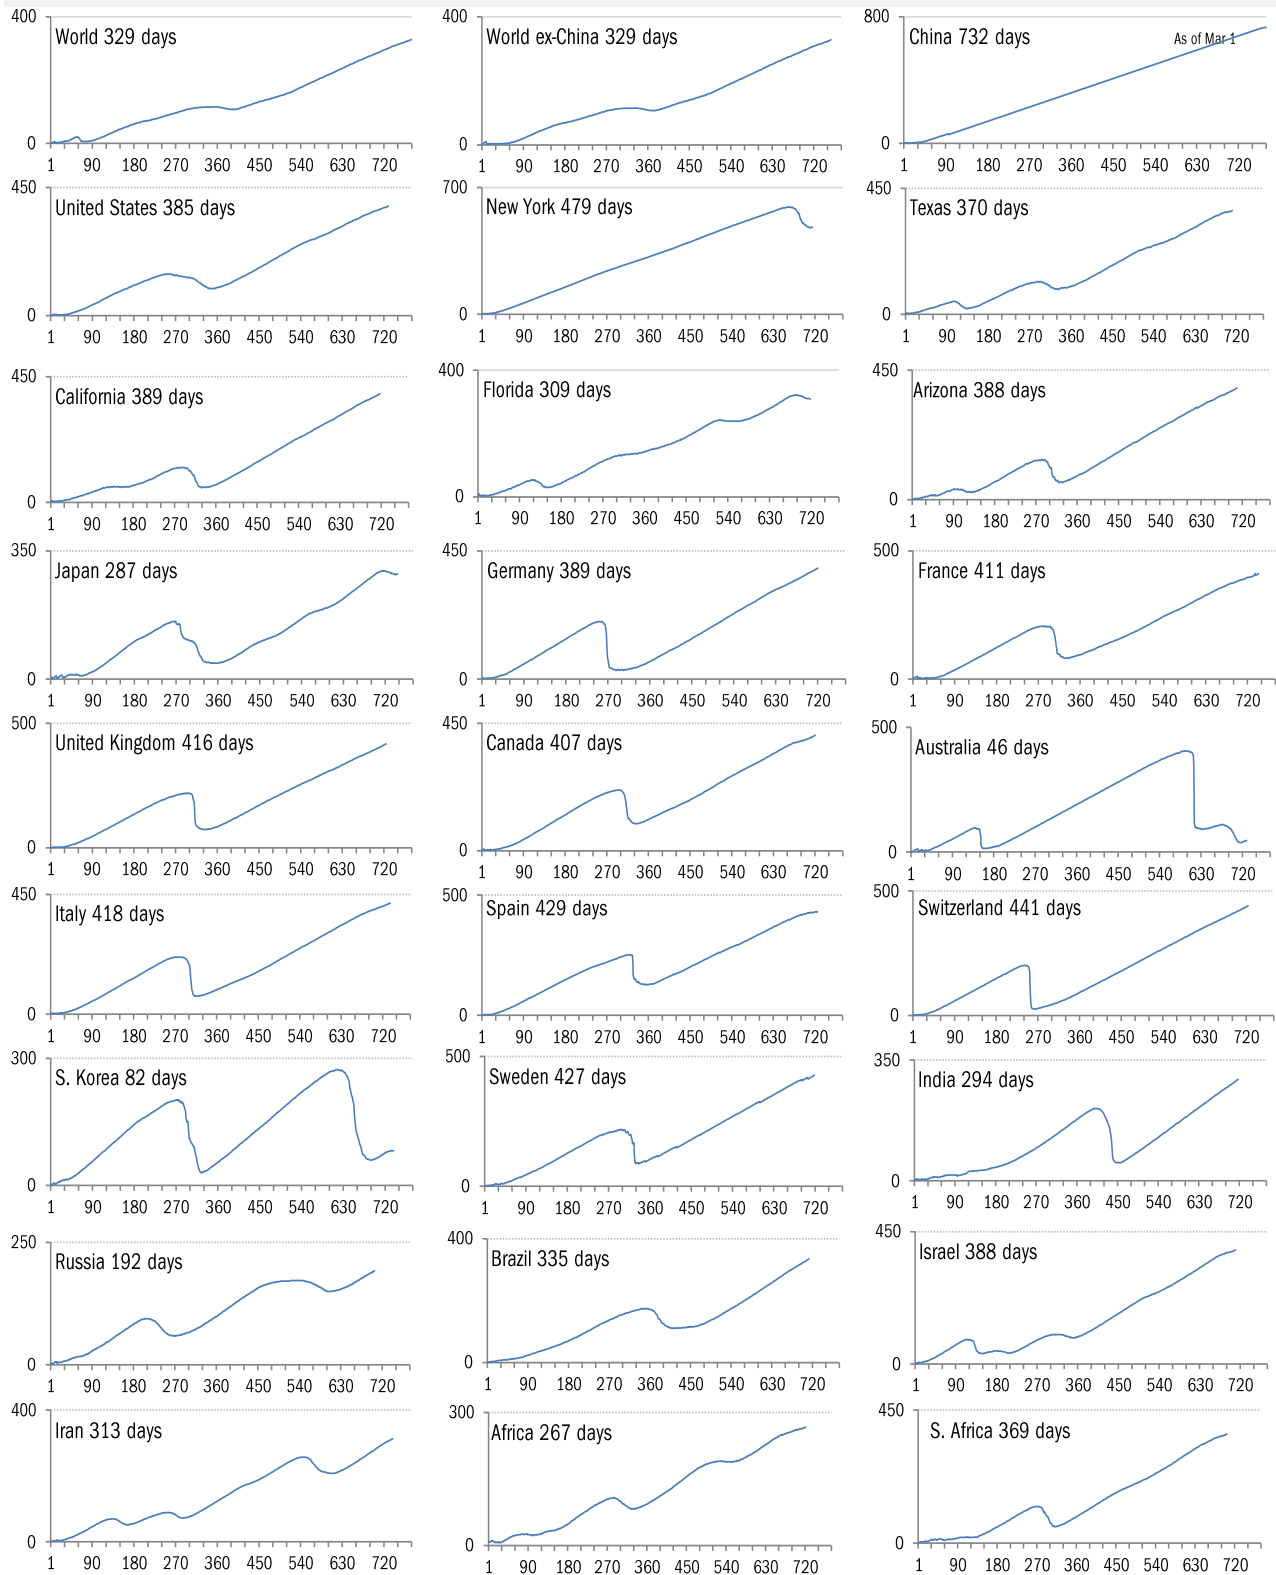 400 400 800
World 329 days World ex-China 329 days China 732 days As of Mar 1
0 0 0
1 90 180 270 360 450 540 630 720 1 90 180 270 360 450 540 630 720 1 90 180 270 360 450 540 630 720
450 700 450
United States 385 days New York 479 days Texas 370 days
0 0 0
1 90 180 270 360 450 540 630 720 1 90 180 270 360 450 540 630 720 1 90 180 270 360 450 540 630 720
450 400 450
California 389 days Florida 309 days Arizona 388 days
0 0 0
1 90 180 270 360 450 540 630 720 1 90 180 270 360 450 540 630 720 1 90 180 270 360 450 540 630 720
350 450 500
Japan 287 days Germany 389 days France 411 days
0 0 0
1 90 180 270 360 450 540 630 720 1 90 180 270 360 450 540 630 720 1 90 180 270 360 450 540 630 720
500 450 500
United Kingdom 416 days Canada 407 days Australia 46 days
0 0 0
1 90 180 270 360 450 540 630 720 1 90 180 270 360 450 540 630 720 1 90 180 270 360 450 540 630 720
450 500 500
Italy 418 days Spain 429 days Switzerland 441 days
0 0 0
1 90 180 270 360 450 540 630 720 1 90 180 270 360 450 540 630 720 1 90 180 270 360 450 540 630 720
300 500 350
S. Korea 82 days Sweden 427 days India 294 days
0 0 0
1 90 180 270 360 450 540 630 720 1 90 180 270 360 450 540 630 720 1 90 180 270 360 450 540 630 720
250 400 450
Russia 192 days Brazil 335 days Israel 388 days
0 0 0
1 90 180 270 360 450 540 630 720 1 90 180 270 360 450 540 630 720 1 90 180 270 360 450 540 630 720
400 300 450
Iran 313 days Africa 267 days S. Africa 369 days
0 0 0
1 90 180 270 360 450 540 630 720 1 90 180 270 360 450 540 630 720 1 90 180 270 360 450 540 630 720